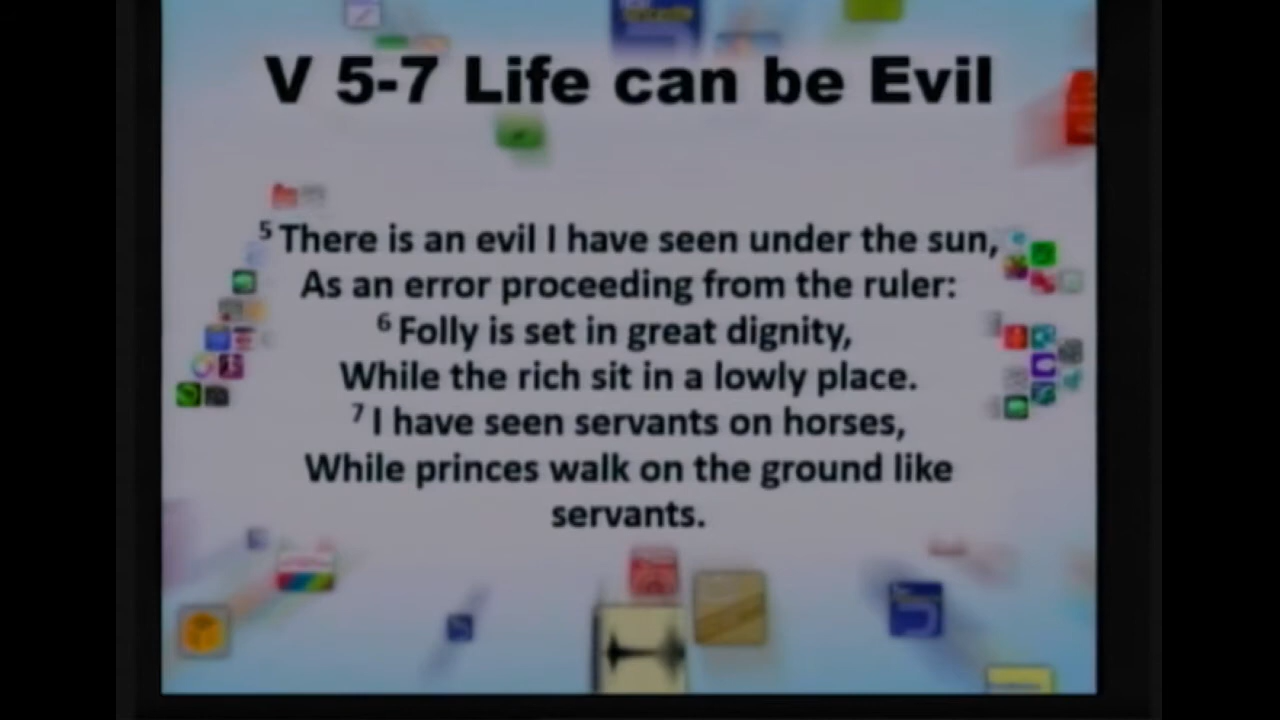 V 5-7 Life can be Evil
5 There is an evil I have seen under the sun,
As an error proceeding from the ruler:
6 Folly is set in great dignity,
While the rich sit in a lowly place.
7 I have seen servants on horses,
While princes walk on the ground like
servants.